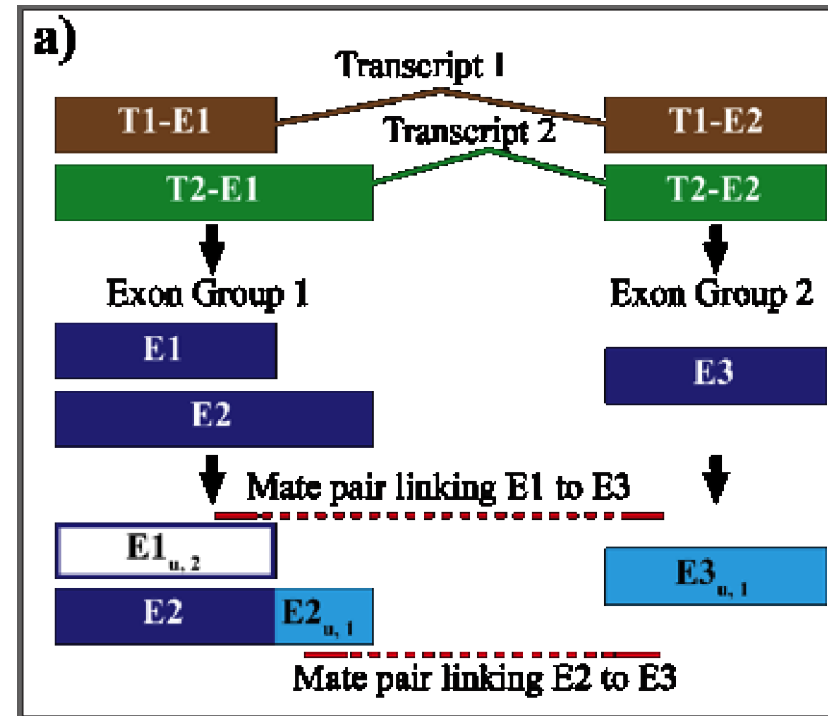 a)
Transcript 1
T1-E1
T1-E2
Transcript 2
T2-E1
T2-E2
Exon Group 1
Exon Group 2
E1
E3
E2
Mate pair linking E1 to E3
E1u, 2
E3u, 1
E2
E2u, 1
Mate pair linking E2 to E3